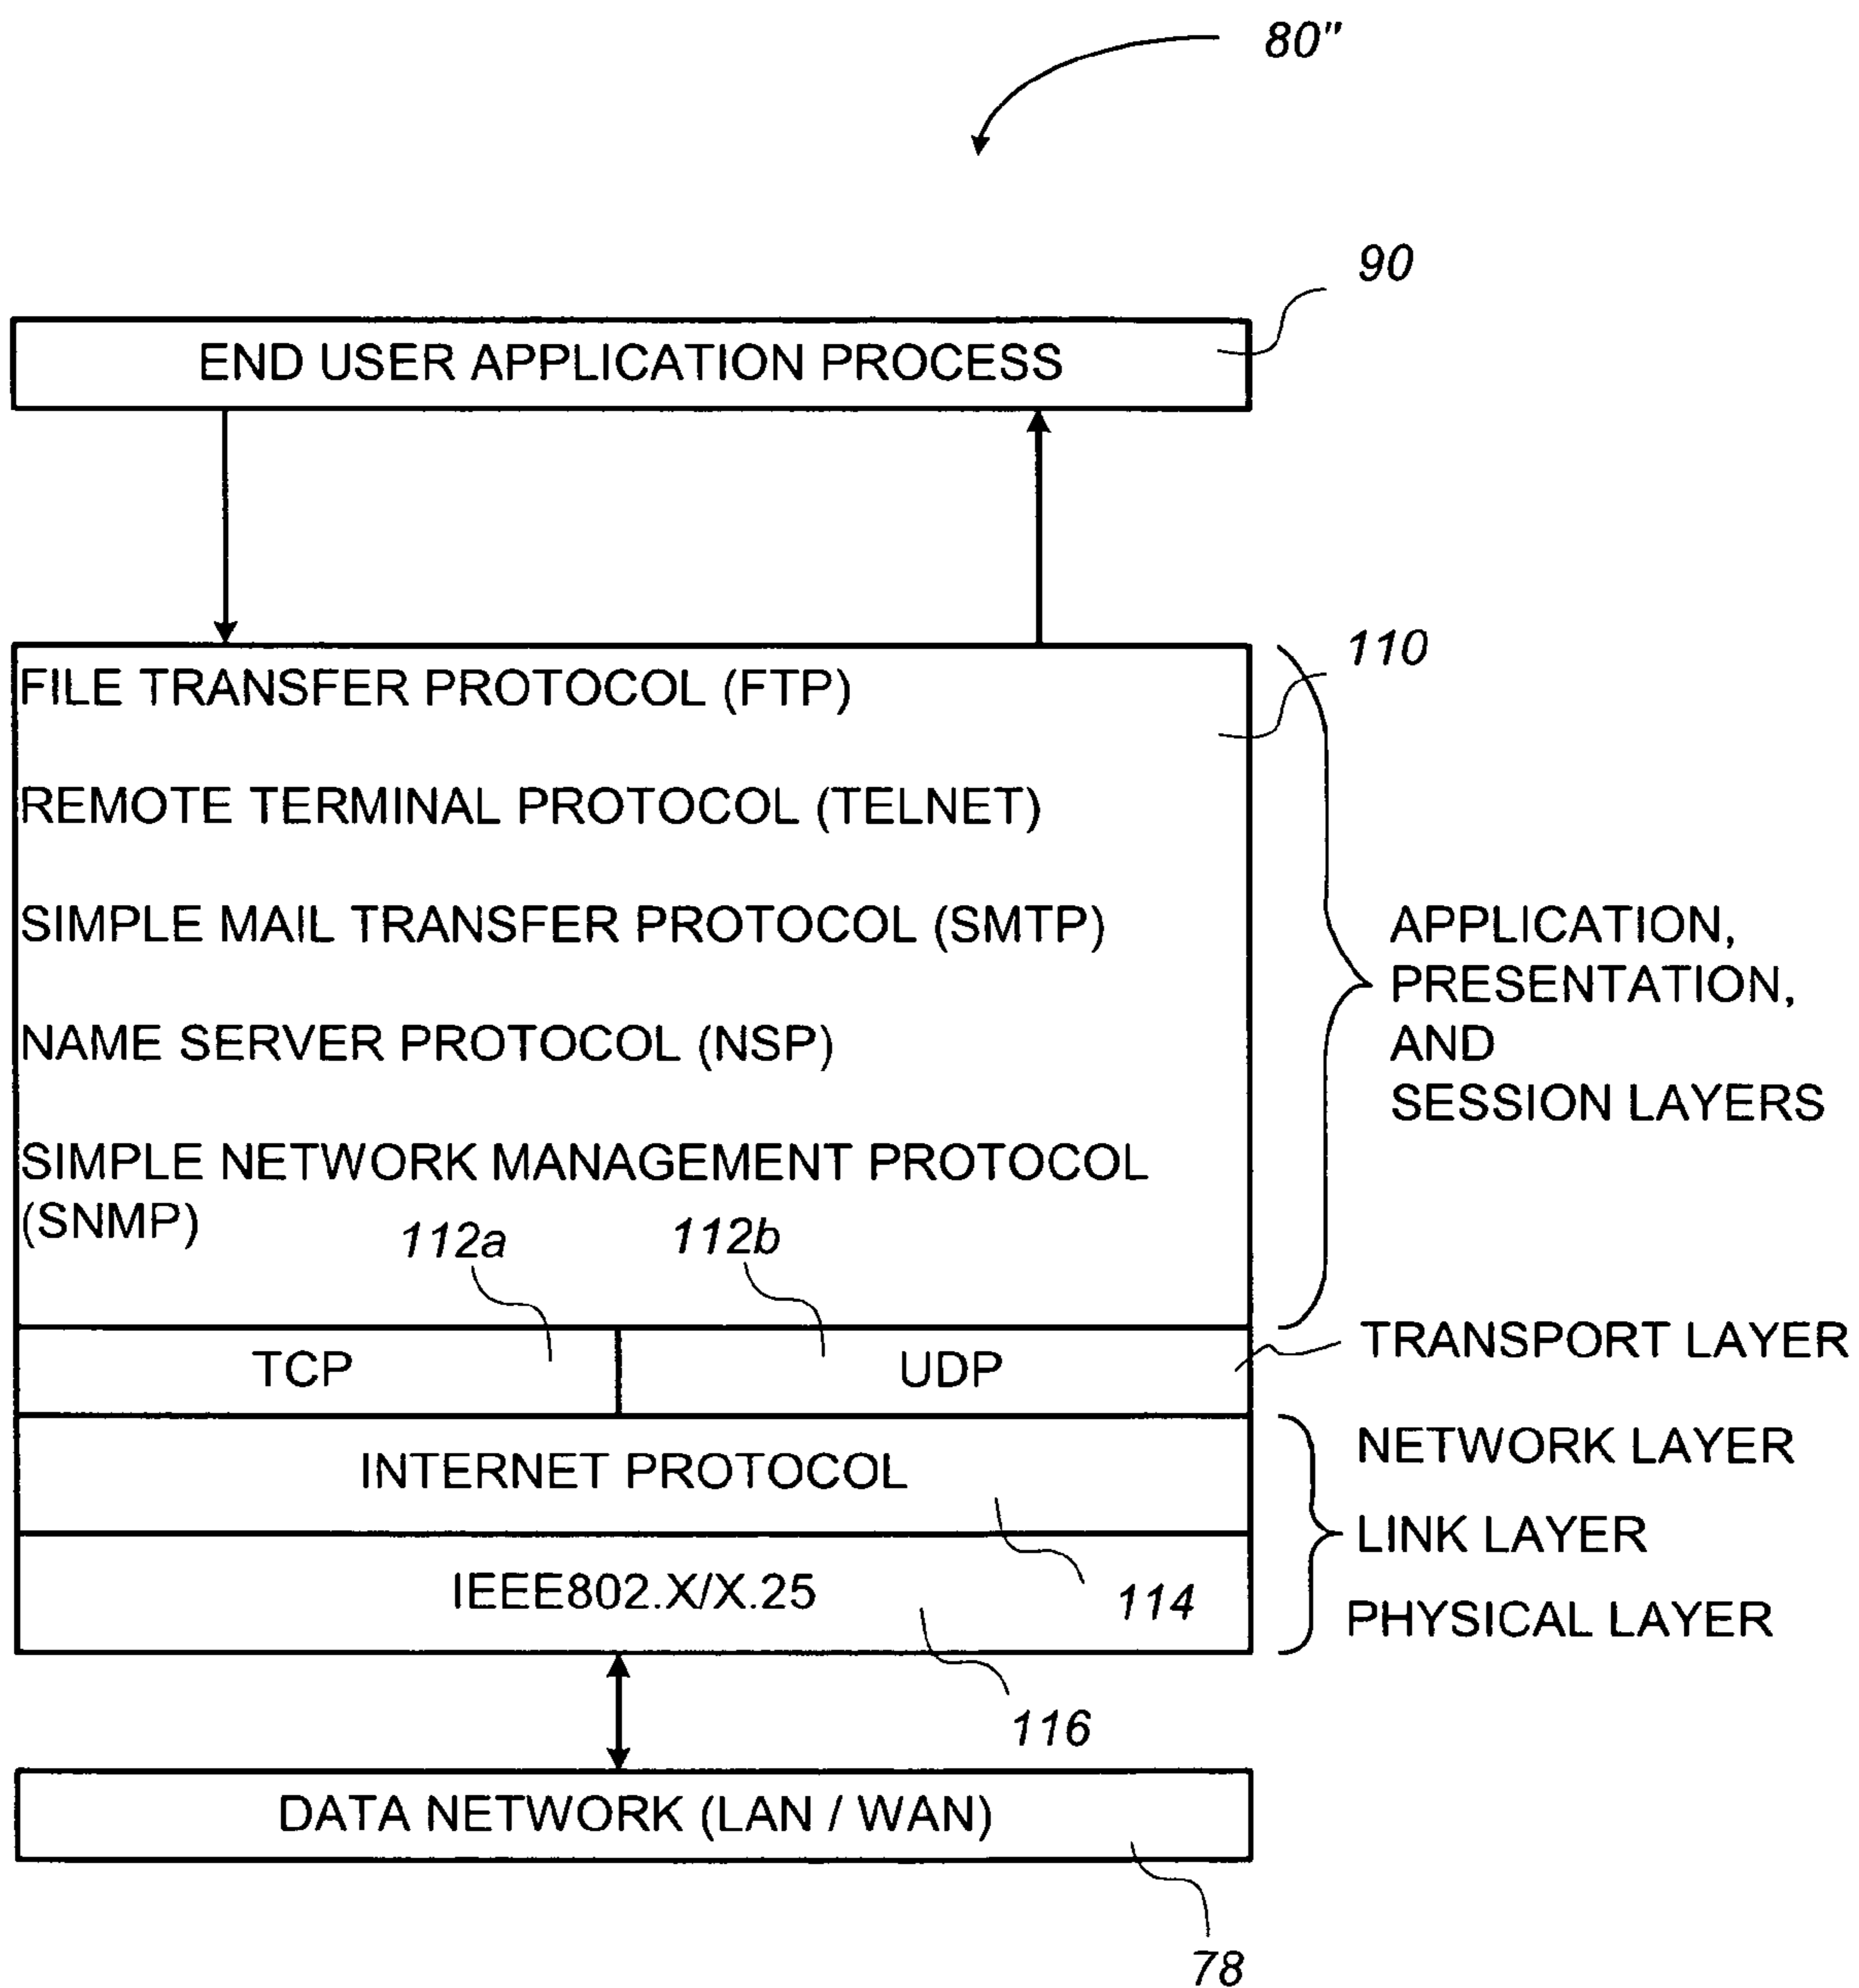 80"
90
END USER APPLICATION PROCESS
110
FILE TRANSFER PROTOCOL (FTP)
REMOTE TERMINAL PROTOCOL (TELNET)
SIMPLE MAIL TRANSFER PROTOCOL (SMTP)
NAME SERVER PROTOCOL (NSP)
SIMPLE NETWORK MANAGEMENT PROTOCOL
(SNMP)
APPLICATION,
PRESENTATION,
AND
SESSION LAYERS
112a
112b
TCP
UDP
TRANSPORT LAYER
INTERNET PROTOCOL
114
IEEE802.X/X.25
116
NETWORK LAYER
LINK LAYER
PHYSICAL LAYER
DATA NETWORK (LAN / WAN)
78